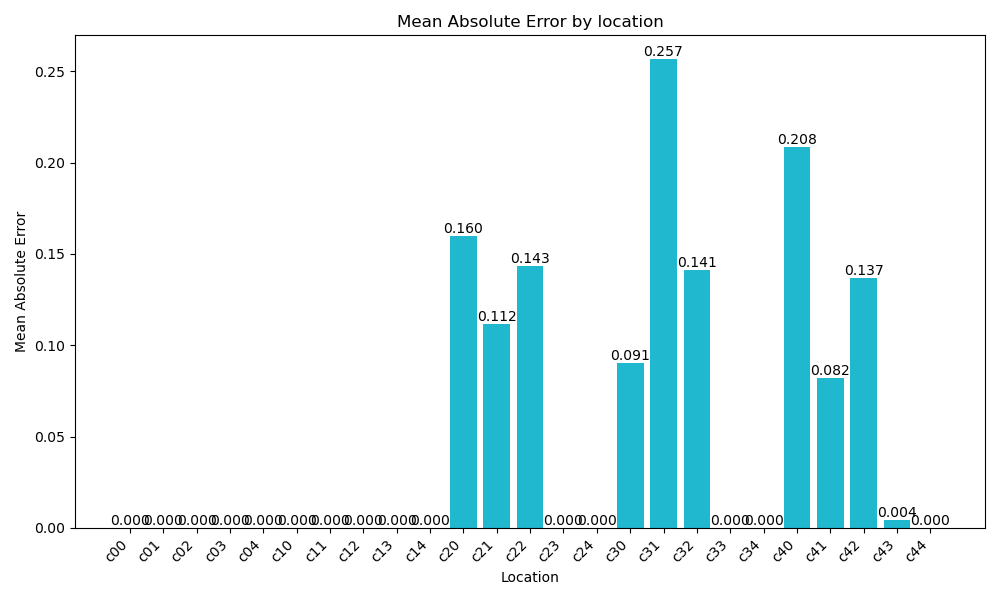 Mean Absolute Error by location
Mean Absolute Error
0.25
0.20
0.15
0.10
0.05
0.00
0.000 0.000 0.000 0.000 0.000 0.000 0.000 0.000 0.000 0.000 0.160 0.112 0.143 0.000 0.000 0.091 0.257 0.141 0.000 0.000 0.208 0.082 0.137 0.004 0.000
c00 c01 c02 c03 c04 c10 c11 c12 c13 c14 c20 c21 c22 c23 c24 c30 c31 c32 c33 c34 c40 c41 c42 c43 c44
Location